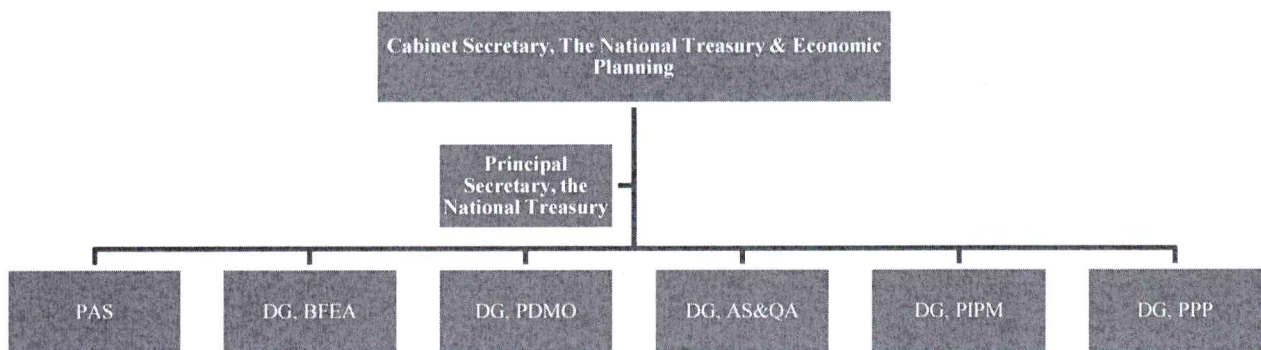 Cabinet Secretary, The National Treasury & Economic
Planning
Principal
Secretary, the
National Treasury
PAS
DG, BFEA
DG, PDMO
DG, AS&QA
DG, PIPM
DG, PPP